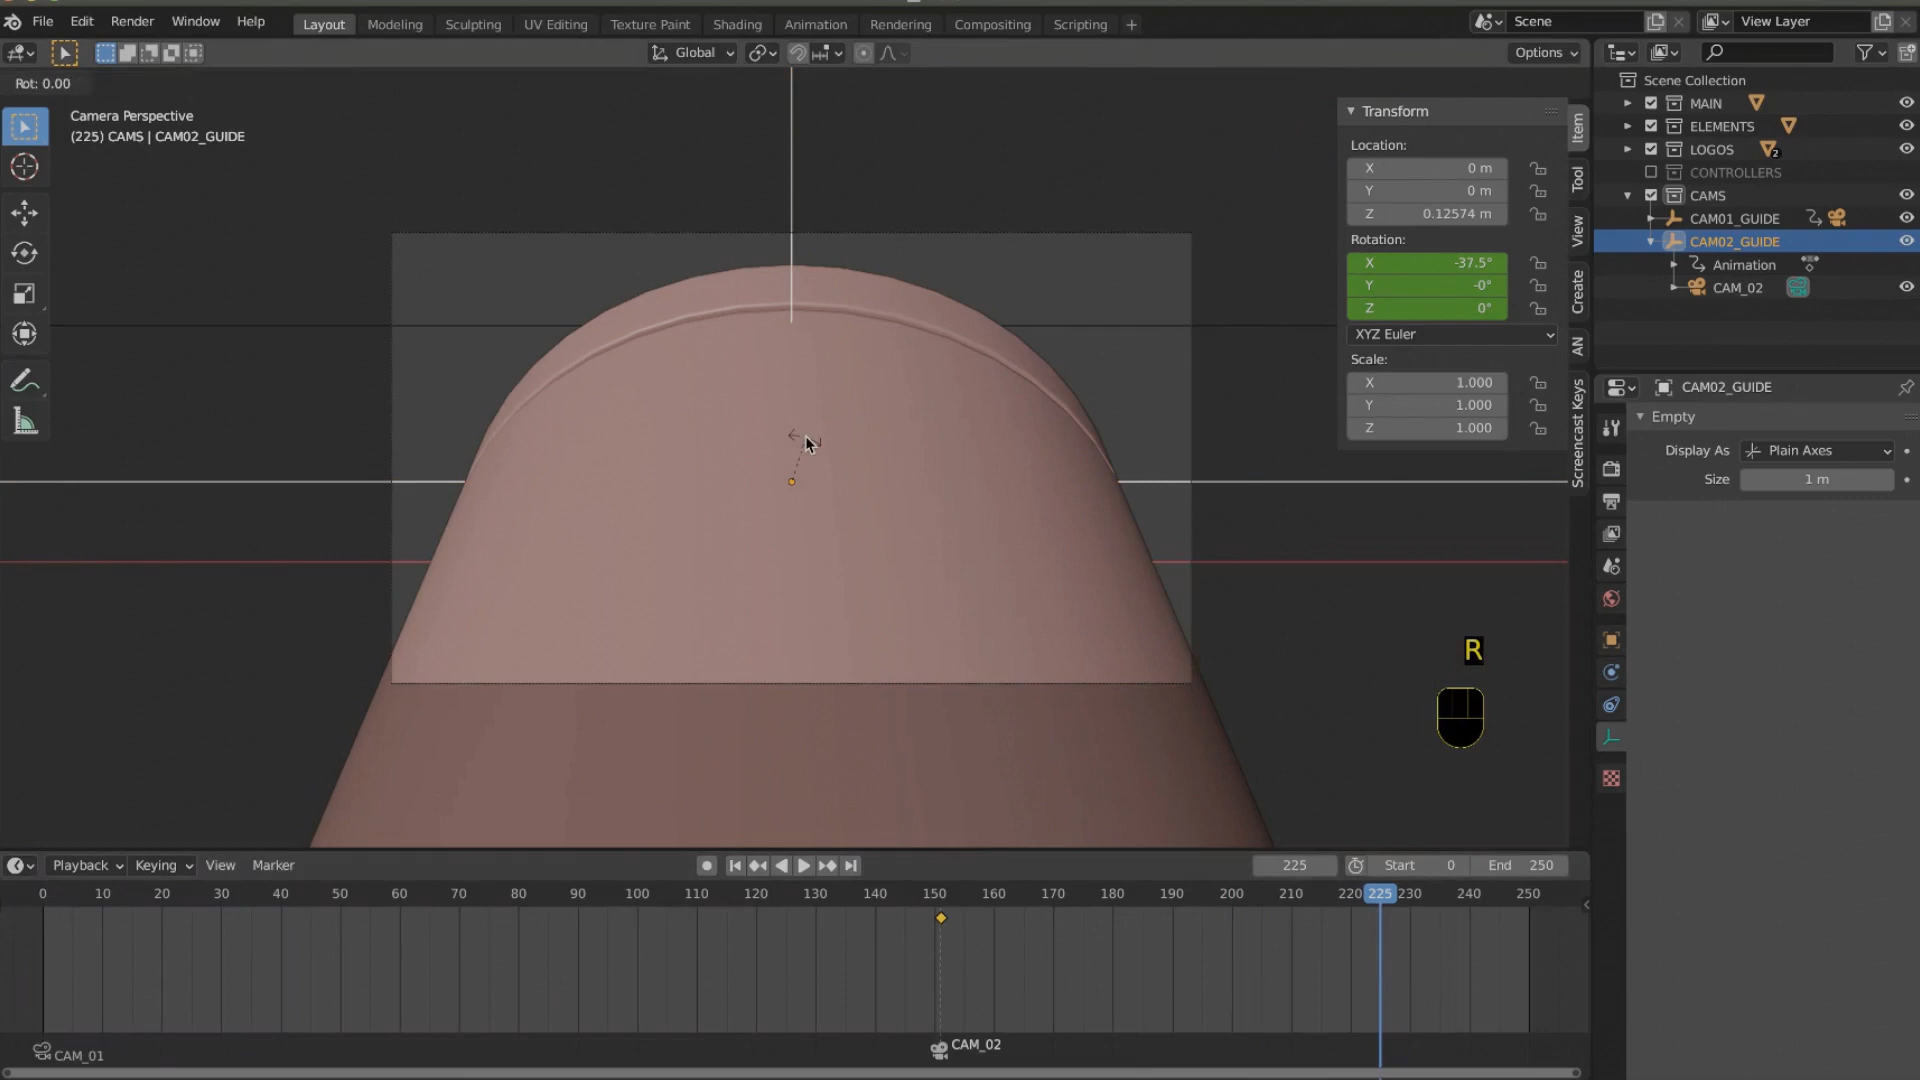 File Edit Render Window Help Layout Modeling Sculpting UV Editing Texture Paint Shading Animation Rendering Compositing Scripting + Scene View Layer
Global Options
Rot: 0.00
Camera Perspective
(225) CAMS | CAM02_GUIDE
Transform
Location:
X 0 m
Y 0 m
Z 0.12574 m
Rotation:
X -37.5°
Y -0°
Z 0°
XYZ Euler
Scale:
X 1.000
Y 1.000
Z 1.000
Item
Tool
View
Create
AN
Screencast Keys
Scene Collection
MAIN
ELEMENTS
LOGOS 2
CONTROLLERS
CAMS
CAM01_GUIDE
CAM02_GUIDE
Animation
CAM_02
CAM02_GUIDE
Empty
Display As Plain Axes
Size 1 m
R
Playback Keying View Marker 225 Start 0 End 250
0 10 20 30 40 50 60 70 80 90 100 110 120 130 140 150 160 170 180 190 200 210 220 225 230 240 250
CAM_01 CAM_02